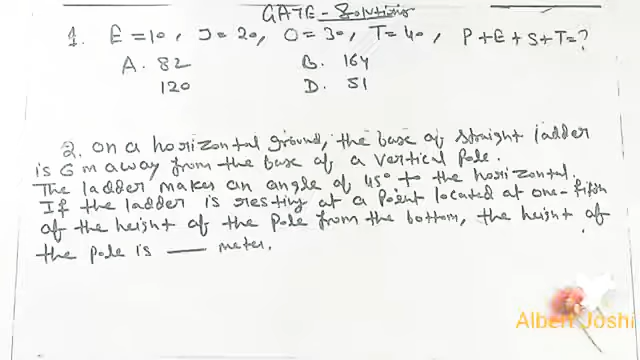 GATE - Solutions
1. E = 10, J = 20, O = 30, T = 40, P + E + S + T = ?
A. 82 B. 164
120 D. 51
2. On a horizontal ground, the base of straight ladder
is 6 m away from the base of a vertical pole.
The ladder makes an angle of 45° to the horizontal.
If the ladder is resting at a point located at one-fifth
of the height of the pole from the bottom, the height of
the pole is ___ meter.
Albert Joshi